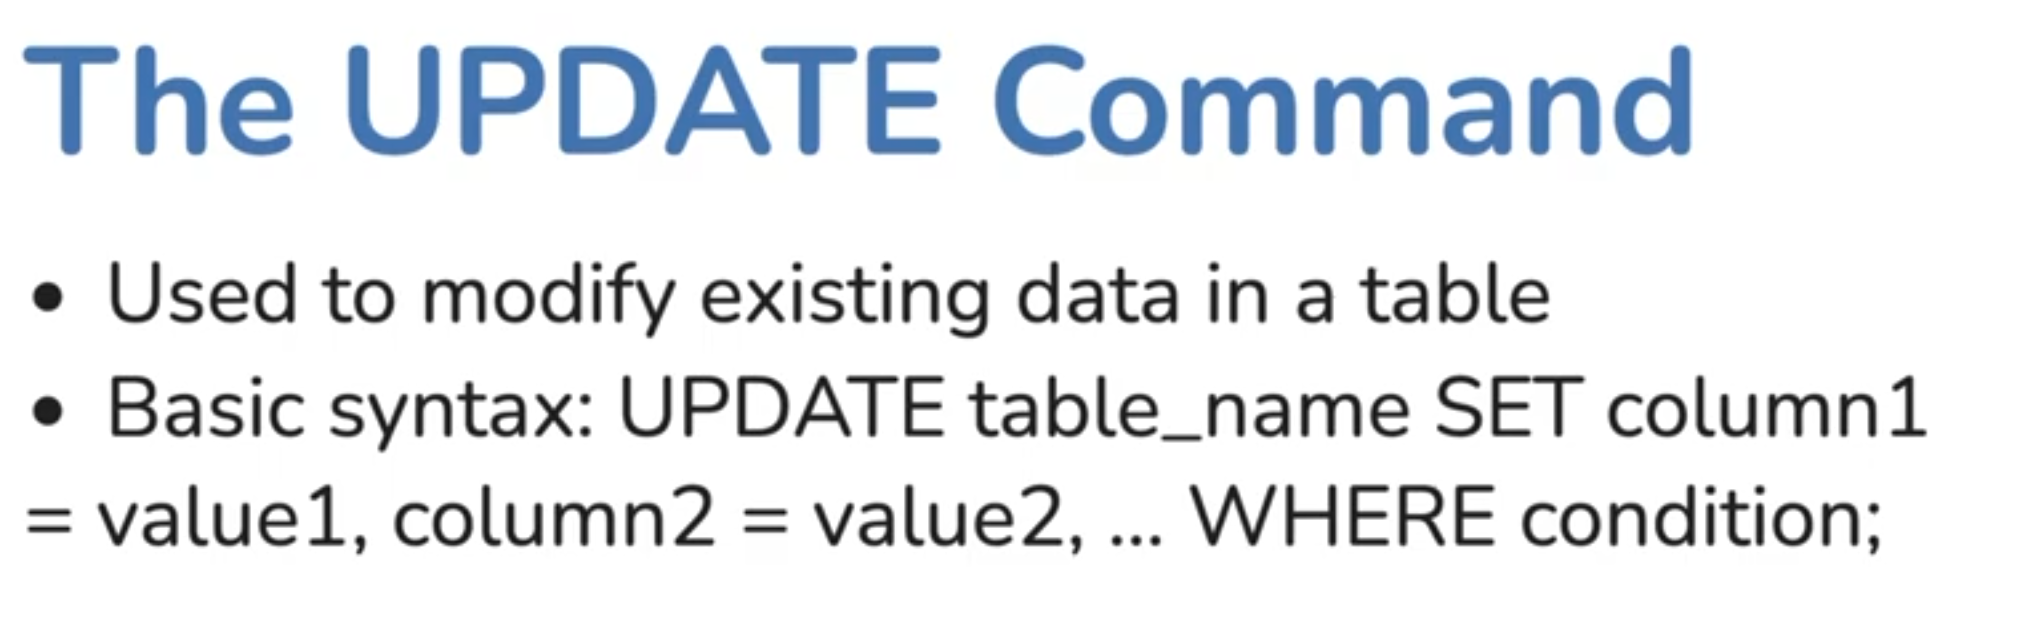 The UPDATE Command
• Used to modify existing data in a table
• Basic syntax: UPDATE table_name SET column1
= value1, column2 = value2, ... WHERE condition;